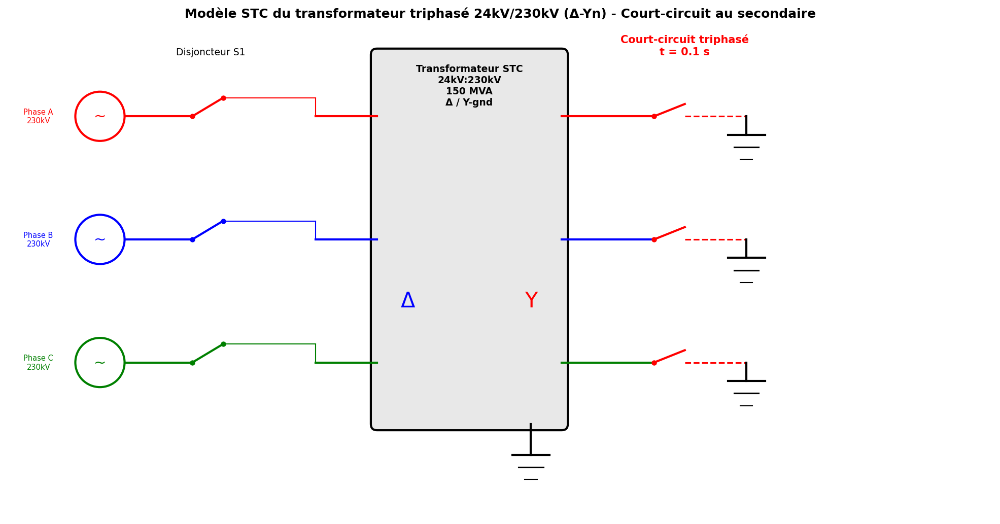 Modèle STC du transformateur triphasé 24kV/230kV (Δ-Yn) - Court-circuit au secondaire
Disjoncteur S1
Court-circuit triphasé
t = 0.1 s
Transformateur STC
24kV:230kV
150 MVA
Δ / Y-gnd
Phase A
230kV
~
Phase B
230kV
~
Δ
Y
Phase C
230kV
~